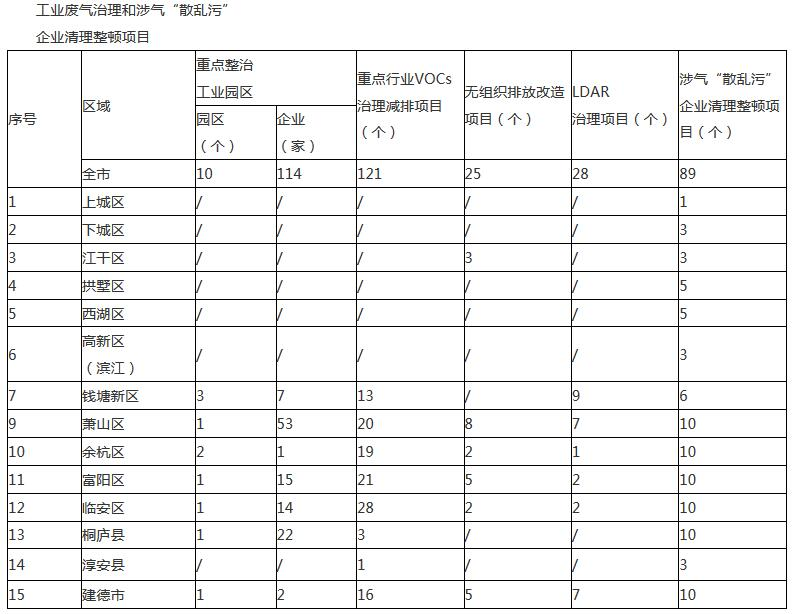 工业废气治理和涉气“散乱污”
企业清理整顿项目
序号 区域 重点整治工业园区 重点行业VOCs治理减排项目（个） 无组织排放改造项目（个） LDAR治理项目（个） 涉气“散乱污”企业清理整顿项目（个）
园区（个） 企业（家）
全市 10 114 121 25 28 89
1 上城区 / / / / / 1
2 下城区 / / / / / 3
3 江干区 / / / 3 / 3
4 拱墅区 / / / / / 5
5 西湖区 / / / / / 5
6 高新区（滨江） / / / / / 3
7 钱塘新区 3 7 13 / 9 6
9 萧山区 1 53 20 8 7 10
10 余杭区 2 1 19 2 1 10
11 富阳区 1 15 21 5 2 10
12 临安区 1 14 28 2 2 10
13 桐庐县 1 22 3 / / 10
14 淳安县 / / 1 / / 3
15 建德市 1 2 16 5 7 10